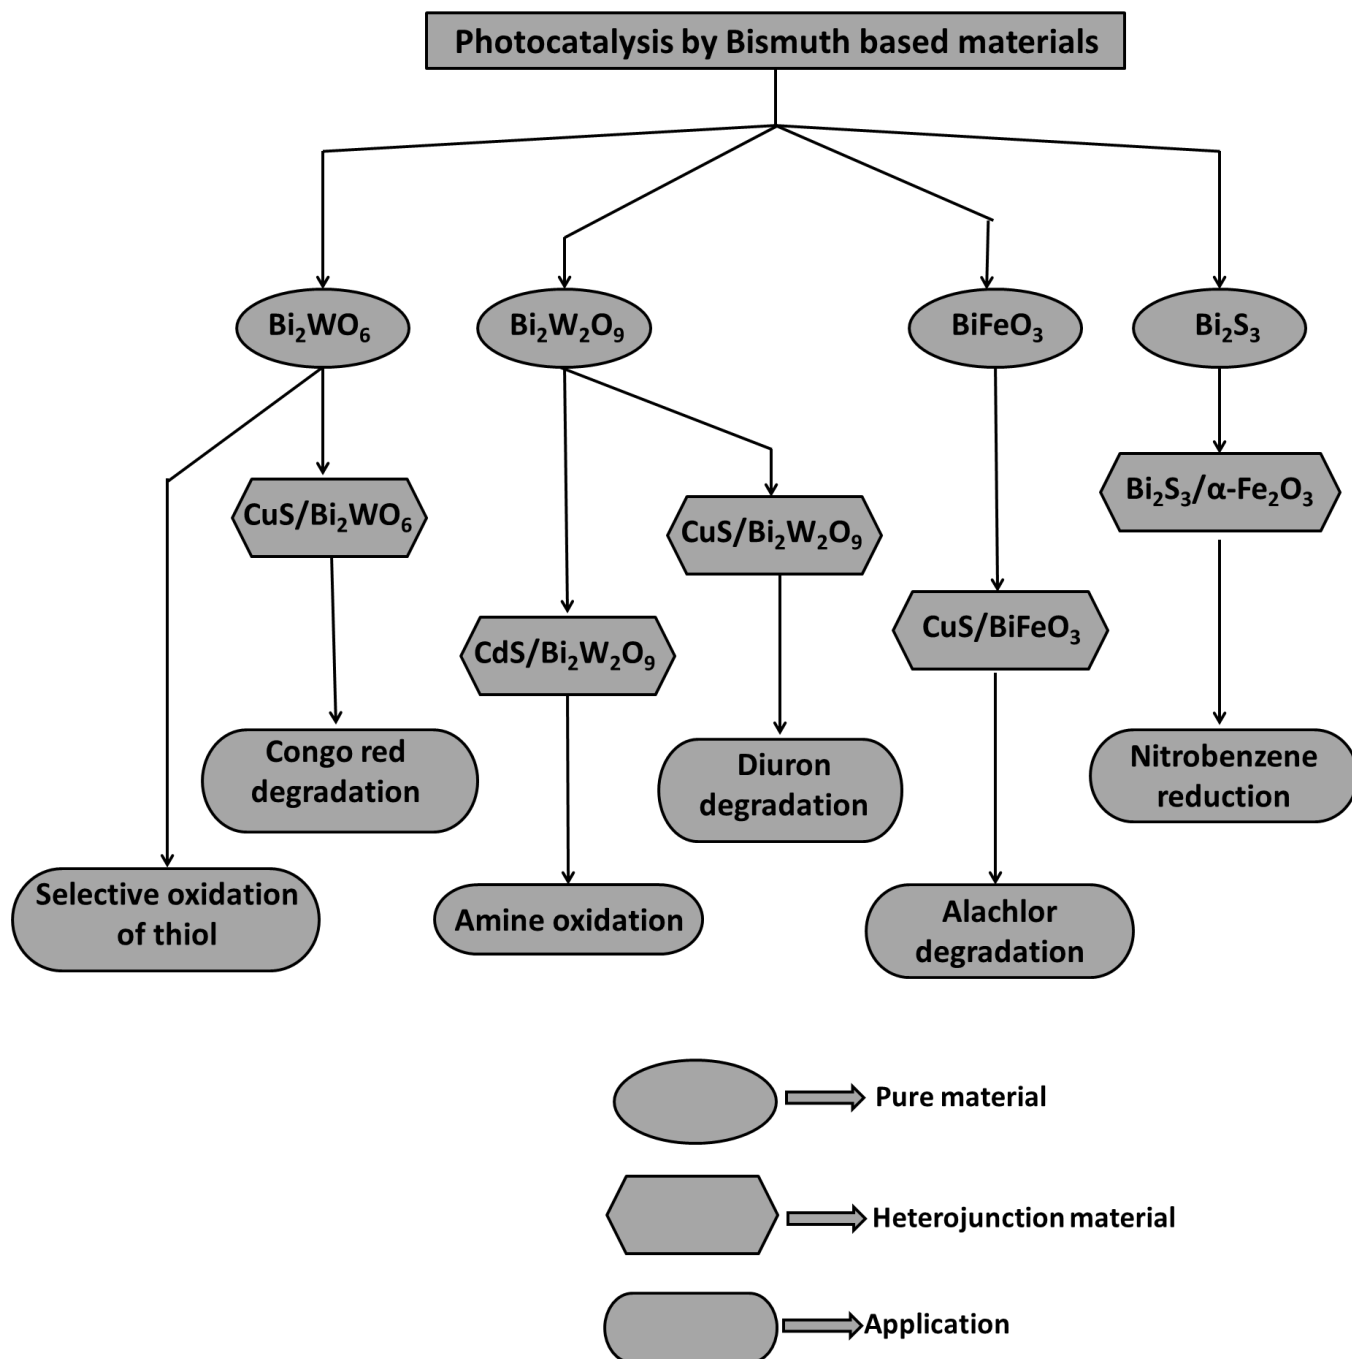 Photocatalysis by Bismuth based materials
Bi₂WO₆
Bi₂W₂O₉
BiFeO₃
Bi₂S₃
CuS/Bi₂WO₆
CuS/Bi₂W₂O₉
Bi₂S₃/α-Fe₂O₃
CdS/Bi₂W₂O₉
CuS/BiFeO₃
Congo red
degradation
Diuron
degradation
Nitrobenzene
reduction
Selective oxidation
of thiol
Amine oxidation
Alachlor
degradation
Pure material
Heterojunction material
Application